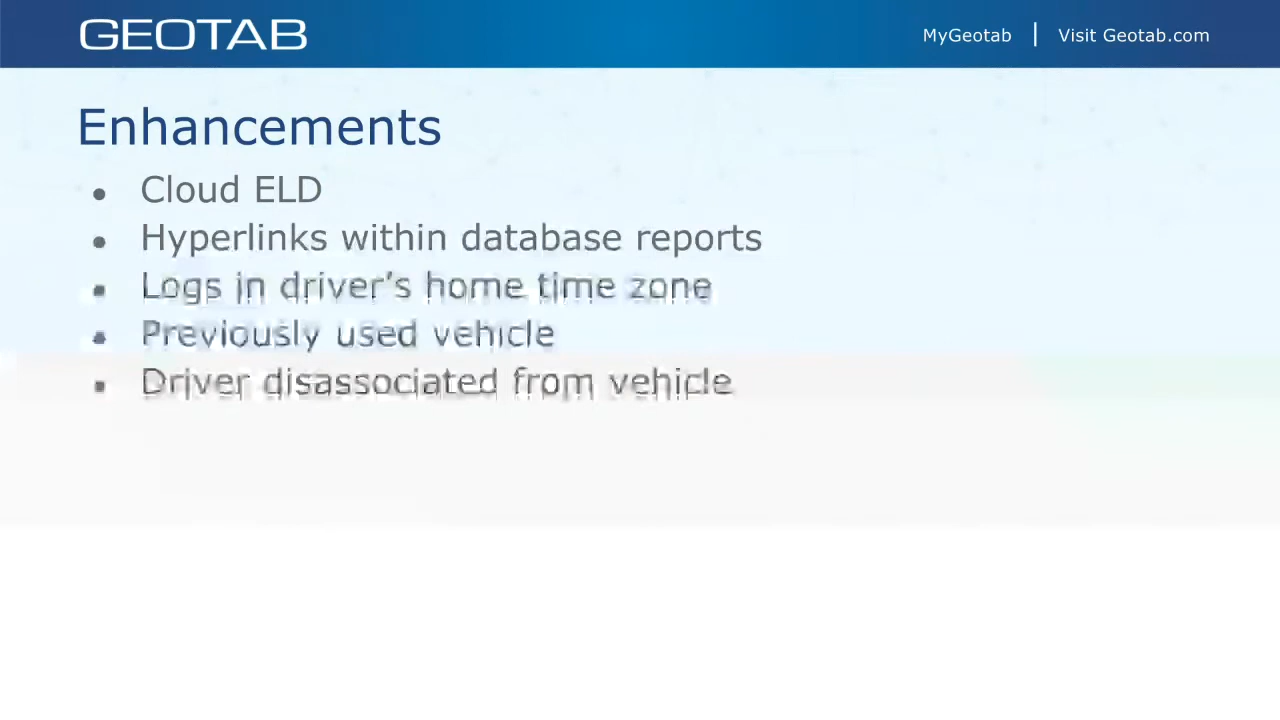 GEOTAB
MyGeotab | Visit Geotab.com
Enhancements
• Cloud ELD
• Hyperlinks within database reports
• Logs in driver’s home time zone
• Previously used vehicle
• Driver disassociated from vehicle